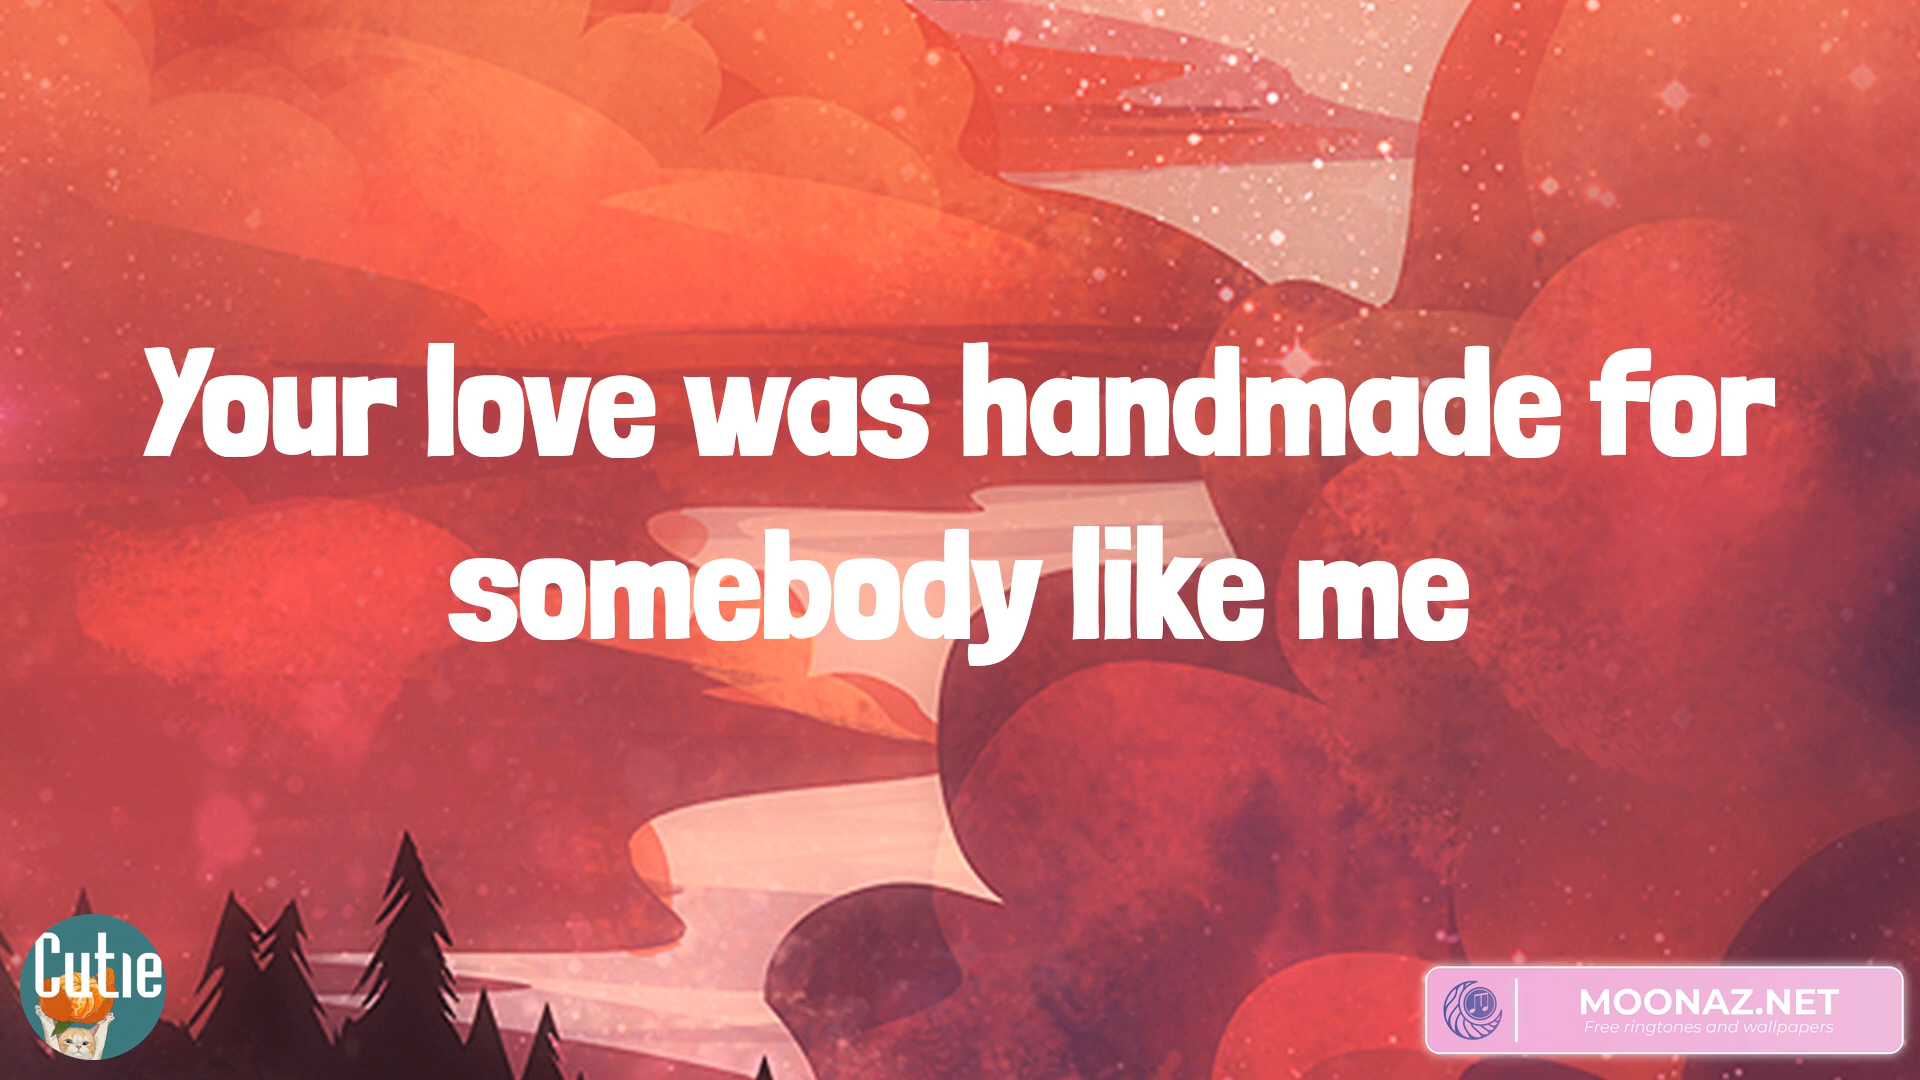 Your love was handmade for
somebody like me
Cutie
MOONAZ.NET
Free ringtones and wallpapers